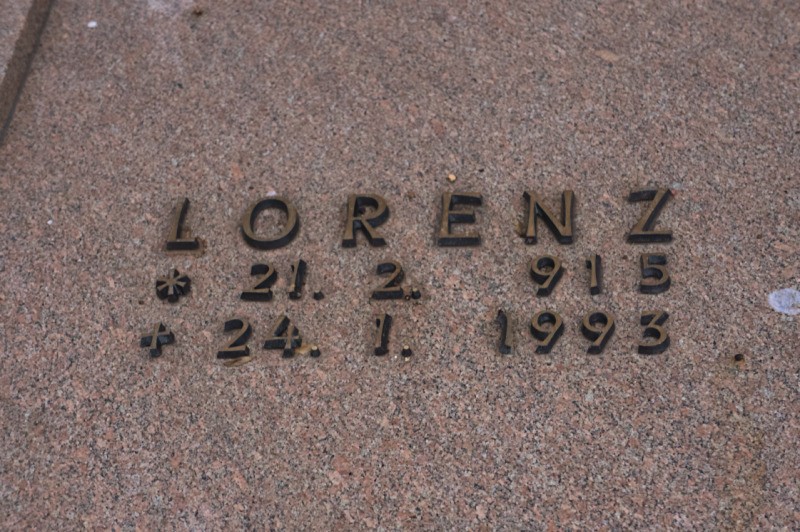 LORENZ
* 21. 2. 915
+ 24. 1. 1993